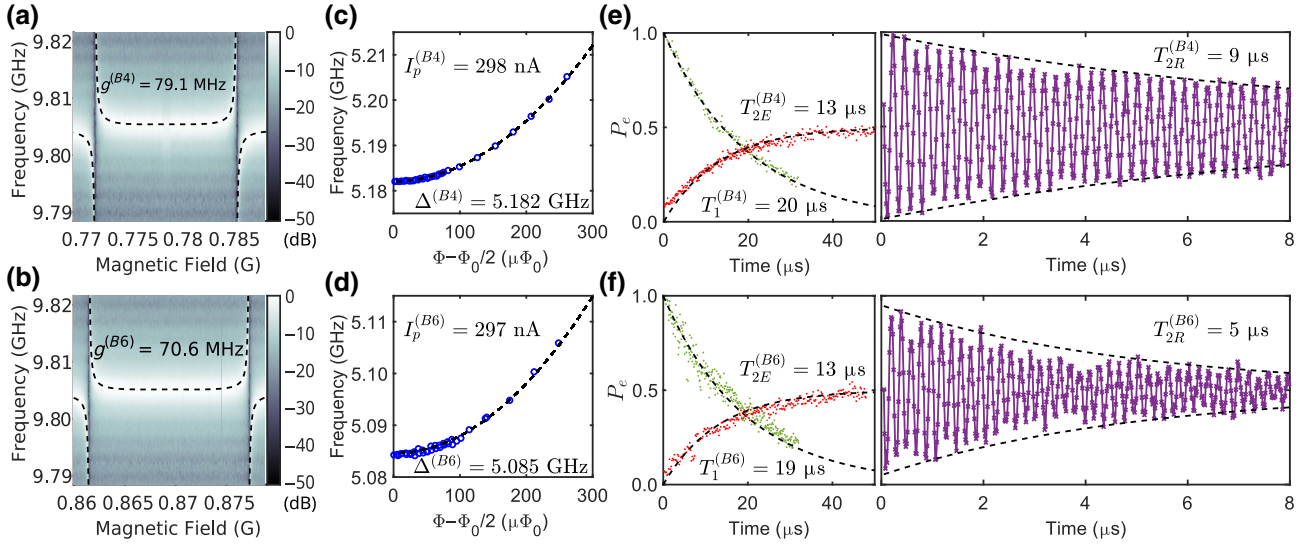 (a)
9.82
9.81
9.80
9.79
Frequency (GHz)
g^(B4) = 79.1 MHz
0.77 0.775 0.78 0.785
Magnetic Field (G)
0
−10
−20
−30
−40
−50
(dB)
(b)
9.82
9.81
9.80
9.79
Frequency (GHz)
g^(B6) = 70.6 MHz
0.86 0.865 0.87 0.875
Magnetic Field (G)
0
−10
−20
−30
−40
−50
(dB)
(c)
5.21
5.20
5.19
5.18
Frequency (GHz)
I_p^(B4) = 298 nA
Δ^(B4) = 5.182 GHz
0 100 200 300
Φ−Φ₀/2 (μΦ₀)
(d)
5.11
5.10
5.09
5.08
Frequency (GHz)
I_p^(B6) = 297 nA
Δ^(B6) = 5.085 GHz
0 100 200 300
Φ−Φ₀/2 (μΦ₀)
(e)
1.0
0.5
0.0
P_e
T_2E^(B4) = 13 μs
T_1^(B4) = 20 μs
0 20 40
Time (μs)
T_2R^(B4) = 9 μs
0 2 4 6 8
Time (μs)
(f)
1.0
0.5
0.0
P_e
T_2E^(B6) = 13 μs
T_1^(B6) = 19 μs
0 20 40
Time (μs)
T_2R^(B6) = 5 μs
0 2 4 6 8
Time (μs)